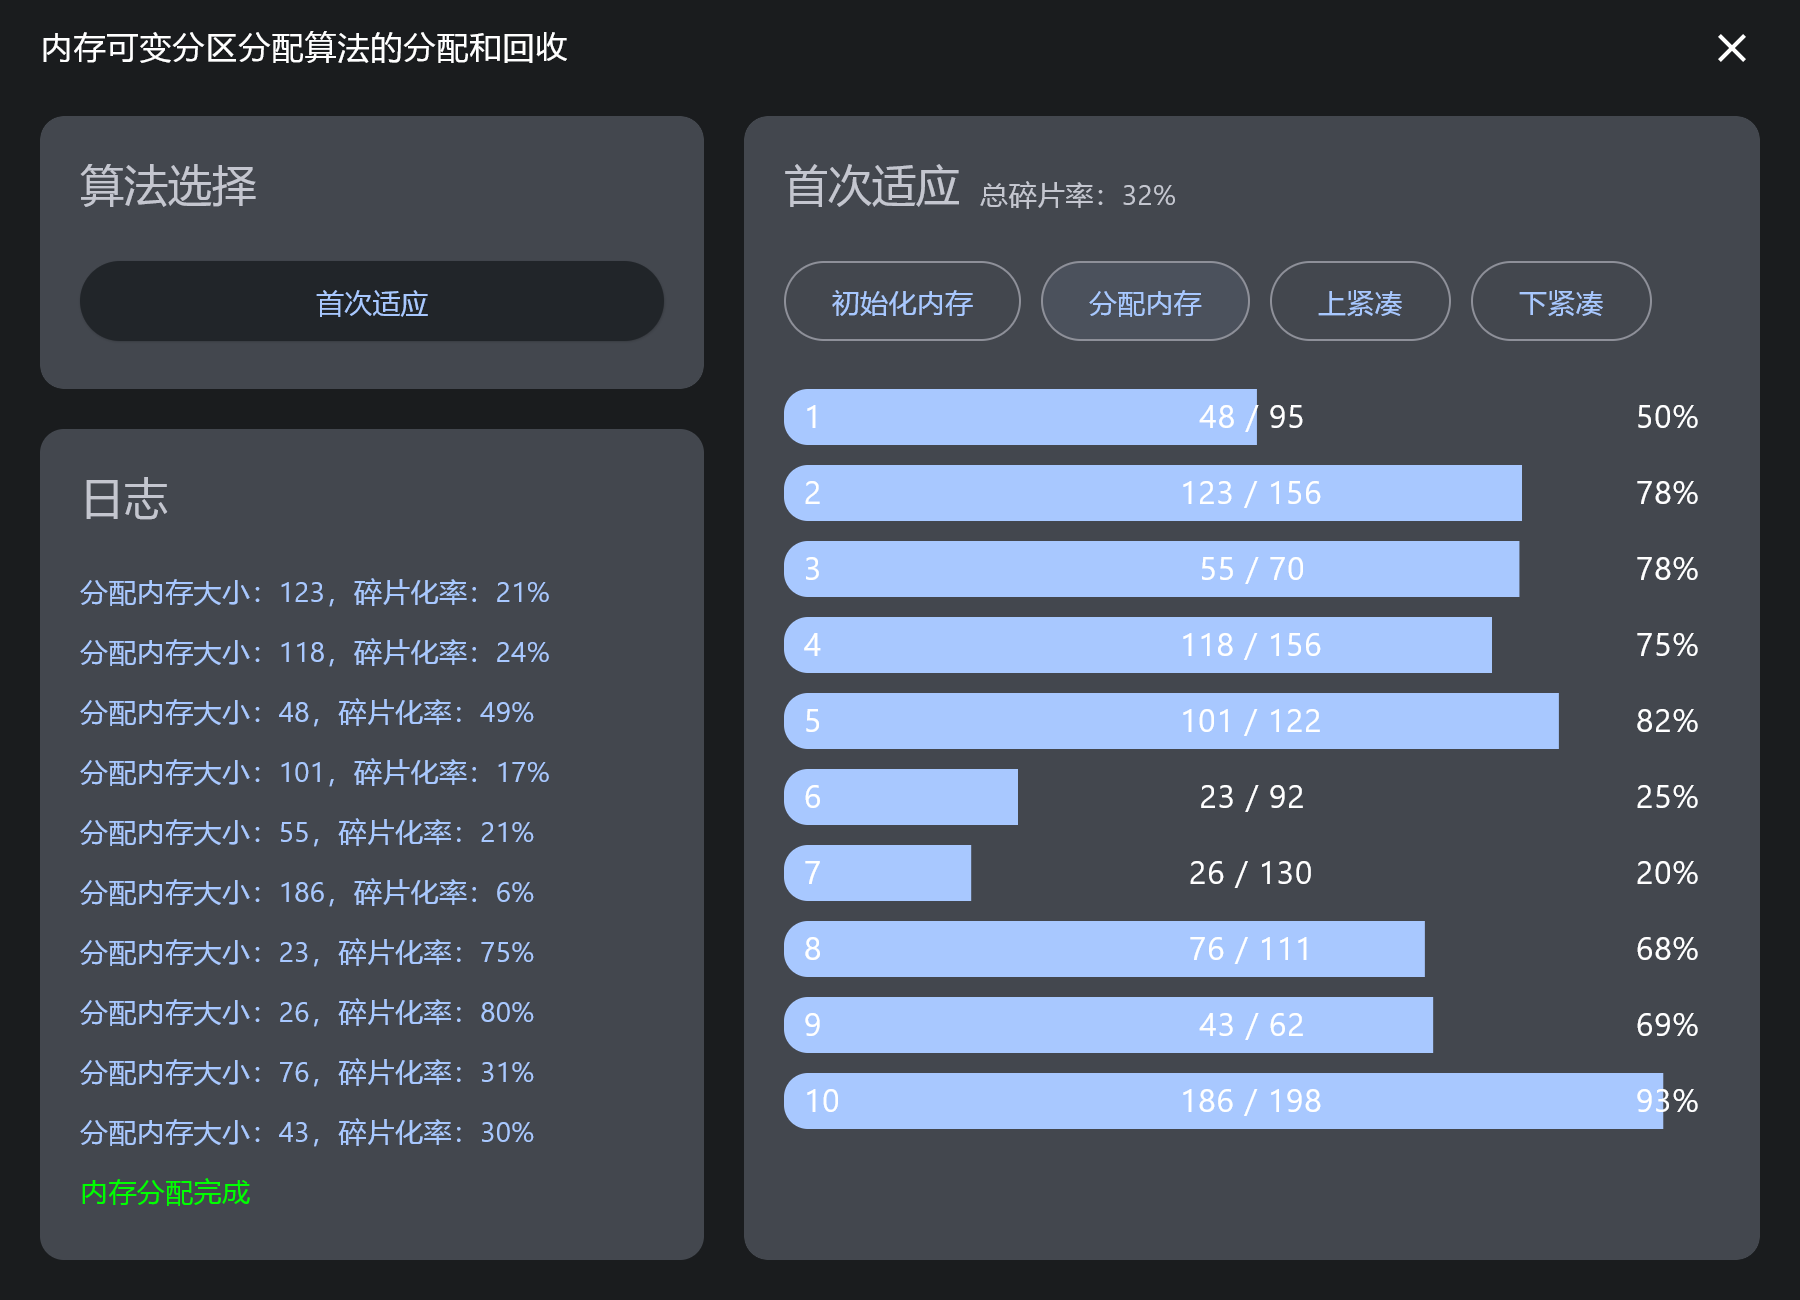 内存可变分区分配算法的分配和回收
算法选择
首次适应
日志
分配内存大小：123，碎片化率：21%
分配内存大小：118，碎片化率：24%
分配内存大小：48，碎片化率：49%
分配内存大小：101，碎片化率：17%
分配内存大小：55，碎片化率：21%
分配内存大小：186，碎片化率：6%
分配内存大小：23，碎片化率：75%
分配内存大小：26，碎片化率：80%
分配内存大小：76，碎片化率：31%
分配内存大小：43，碎片化率：30%
内存分配完成
首次适应 总碎片率：32%
初始化内存 分配内存 上紧凑 下紧凑
1 48 / 95 50%
2 123 / 156 78%
3 55 / 70 78%
4 118 / 156 75%
5 101 / 122 82%
6 23 / 92 25%
7 26 / 130 20%
8 76 / 111 68%
9 43 / 62 69%
10 186 / 198 93%